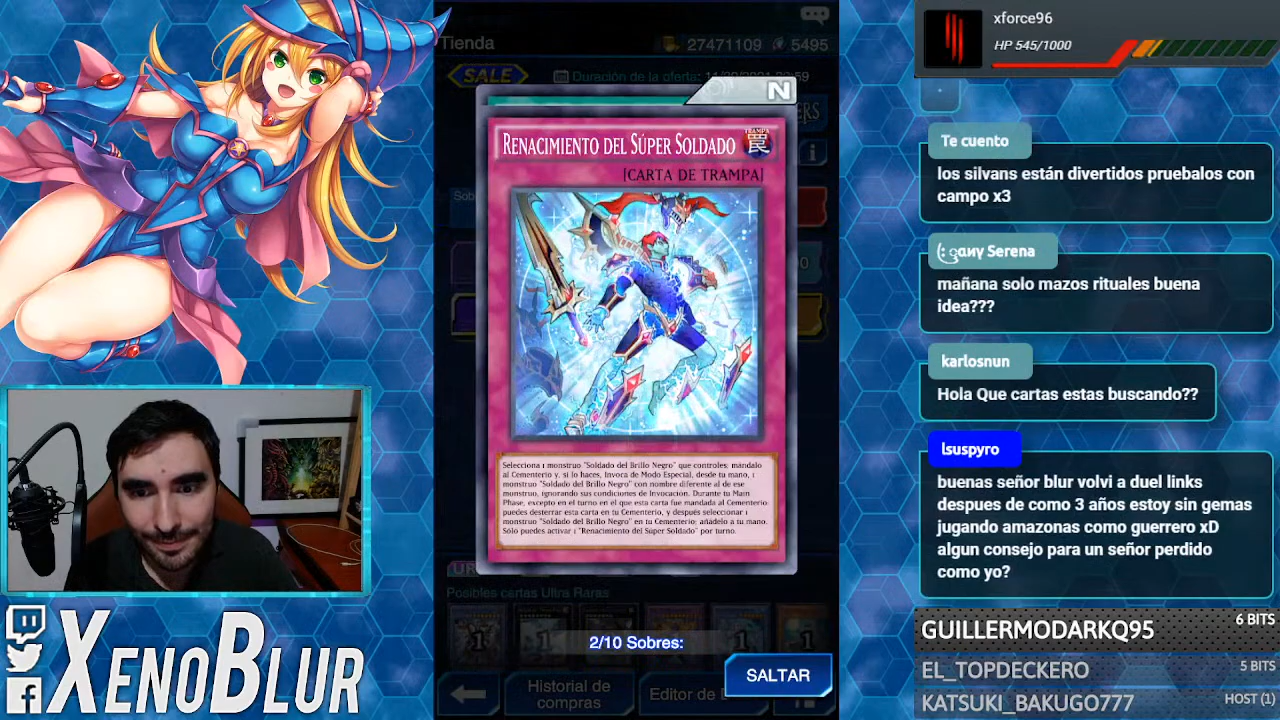 Tienda
27471109
5495
SALE
Duración de la oferta:
N
RENACIMIENTO DEL SÚPER SOLDADO
TRAMPA
罠
[CARTA DE TRAMPA]
Selecciona 1 monstruo "Soldado del Brillo Negro" que controles; mándalo
al Cementerio y, si lo haces, Invoca de Modo Especial, desde tu mano, 1
monstruo "Soldado del Brillo Negro" con nombre diferente al de ese
monstruo, ignorando sus condiciones de Invocación. Durante tu Main
Phase, excepto en el turno en el que esta carta fue mandada al Cementerio:
puedes desterrar esta carta en tu Cementerio, y después seleccionar 1
monstruo "Soldado del Brillo Negro" en tu Cementerio; añádelo a tu mano.
Sólo puedes activar 1 "Renacimiento del Súper Soldado" por turno.
UR
Posibles cartas Ultra Raras
1
1
1
1
2/10 Sobres:
SALTAR
Historial de
compras
Editor de
XENOBLUR
xforce96
HP 545/1000
Te cuento
los silvans están divertidos pruebalos con
campo x3
Serena
mañana solo mazos rituales buena
idea???
karlosnun
Hola Que cartas estas buscando??
lsuspyro
buenas señor blur volvi a duel links
despues de como 3 años estoy sin gemas
jugando amazonas como guerrero xD
algun consejo para un señor perdido
como yo?
GUILLERMODARKQ95
6 BITS
EL_TOPDECKERO
5 BITS
KATSUKI_BAKUGO777
HOST (1)